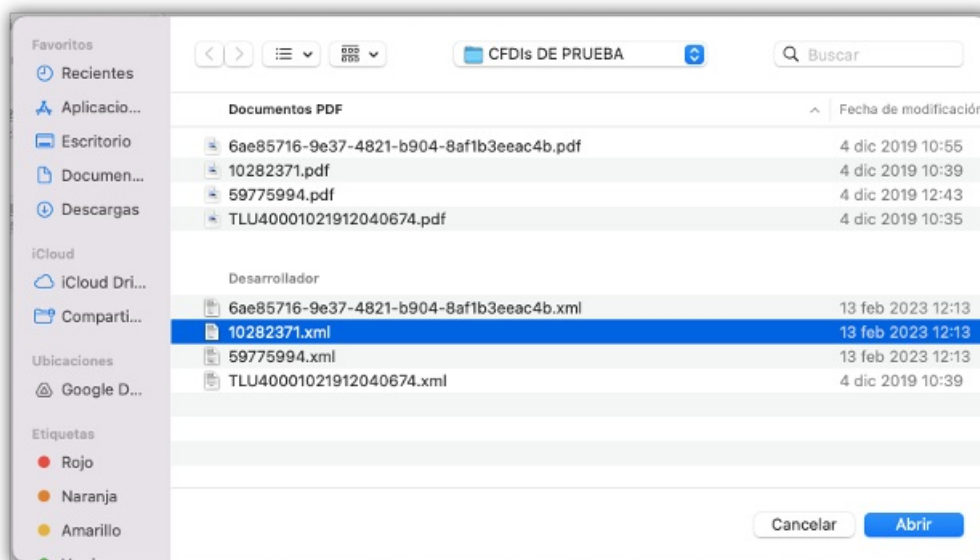 Favoritos
Recientes
Aplicacio...
Escritorio
Documen...
Descargas
iCloud
iCloud Dri...
Comparti...
Ubicaciones
Google D...
Etiquetas
Rojo
Naranja
Amarillo
CFDIs DE PRUEBA
Buscar
Documentos PDF Fecha de modificación
6ae85716-9e37-4821-b904-8af1b3eeac4b.pdf 4 dic 2019 10:55
10282371.pdf 4 dic 2019 10:39
59775994.pdf 4 dic 2019 12:43
TLU40001021912040674.pdf 4 dic 2019 10:35
Desarrollador
6ae85716-9e37-4821-b904-8af1b3eeac4b.xml 13 feb 2023 12:13
10282371.xml 13 feb 2023 12:13
59775994.xml 13 feb 2023 12:13
TLU40001021912040674.xml 4 dic 2019 10:39
Cancelar Abrir